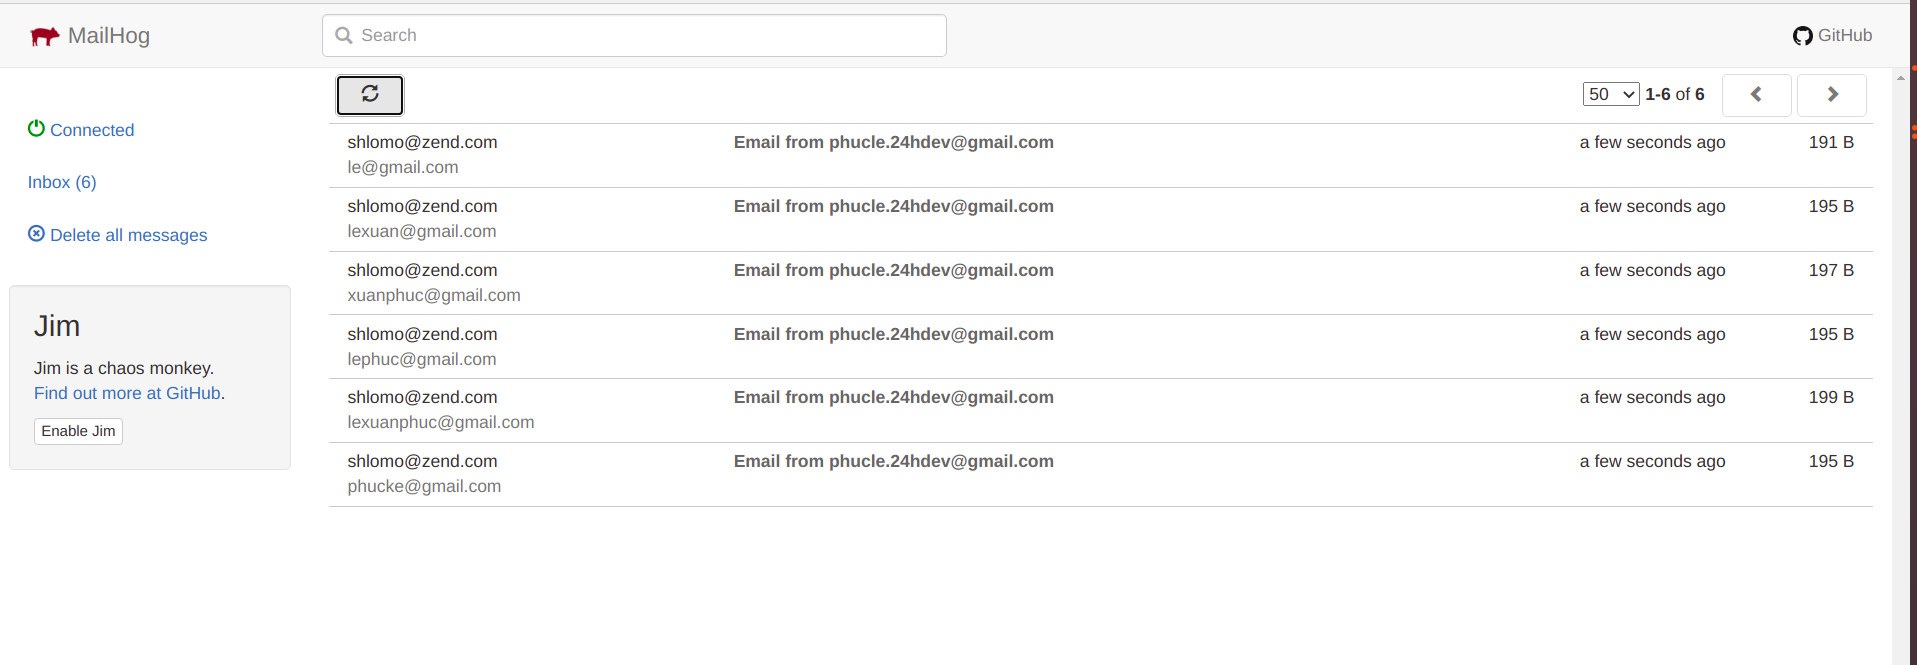 MailHog
Search
GitHub
Connected
Inbox (6)
Delete all messages
Jim
Jim is a chaos monkey.
Find out more at GitHub.
Enable Jim
50 1-6 of 6
shlomo@zend.com Email from phucle.24hdev@gmail.com a few seconds ago 191 B
le@gmail.com
shlomo@zend.com Email from phucle.24hdev@gmail.com a few seconds ago 195 B
lexuan@gmail.com
shlomo@zend.com Email from phucle.24hdev@gmail.com a few seconds ago 197 B
xuanphuc@gmail.com
shlomo@zend.com Email from phucle.24hdev@gmail.com a few seconds ago 195 B
lephuc@gmail.com
shlomo@zend.com Email from phucle.24hdev@gmail.com a few seconds ago 199 B
lexuanphuc@gmail.com
shlomo@zend.com Email from phucle.24hdev@gmail.com a few seconds ago 195 B
phucke@gmail.com